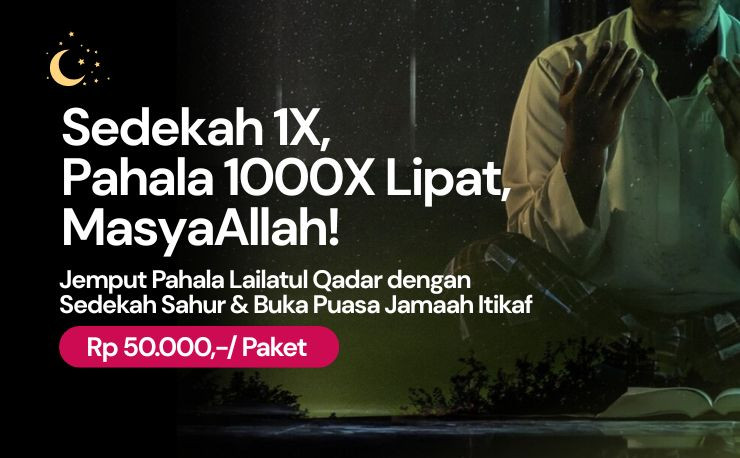 Sedekah 1X,
Pahala 1000X Lipat,
MasyaAllah!
Jemput Pahala Lailatul Qadar dengan
Sedekah Sahur & Buka Puasa Jamaah Itikaf
Rp 50.000,-/ Paket